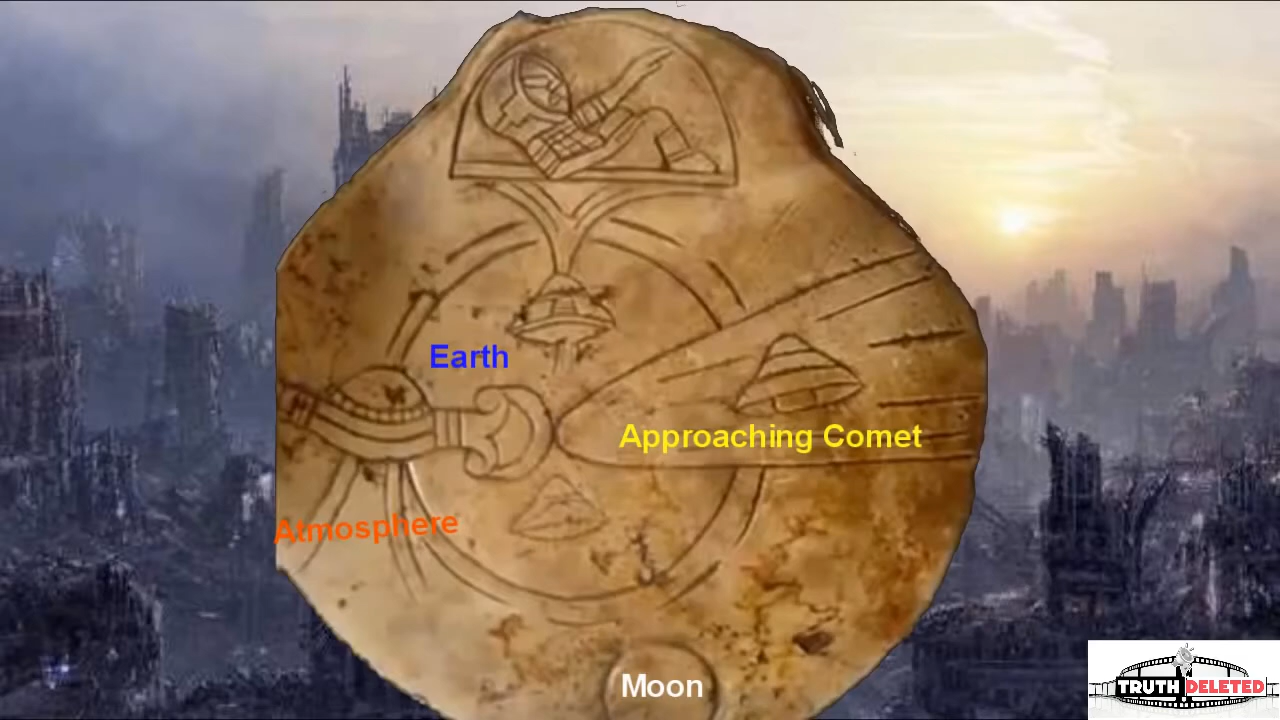 Earth
Approaching Comet
Atmosphere
Moon
TRUTH DELETED